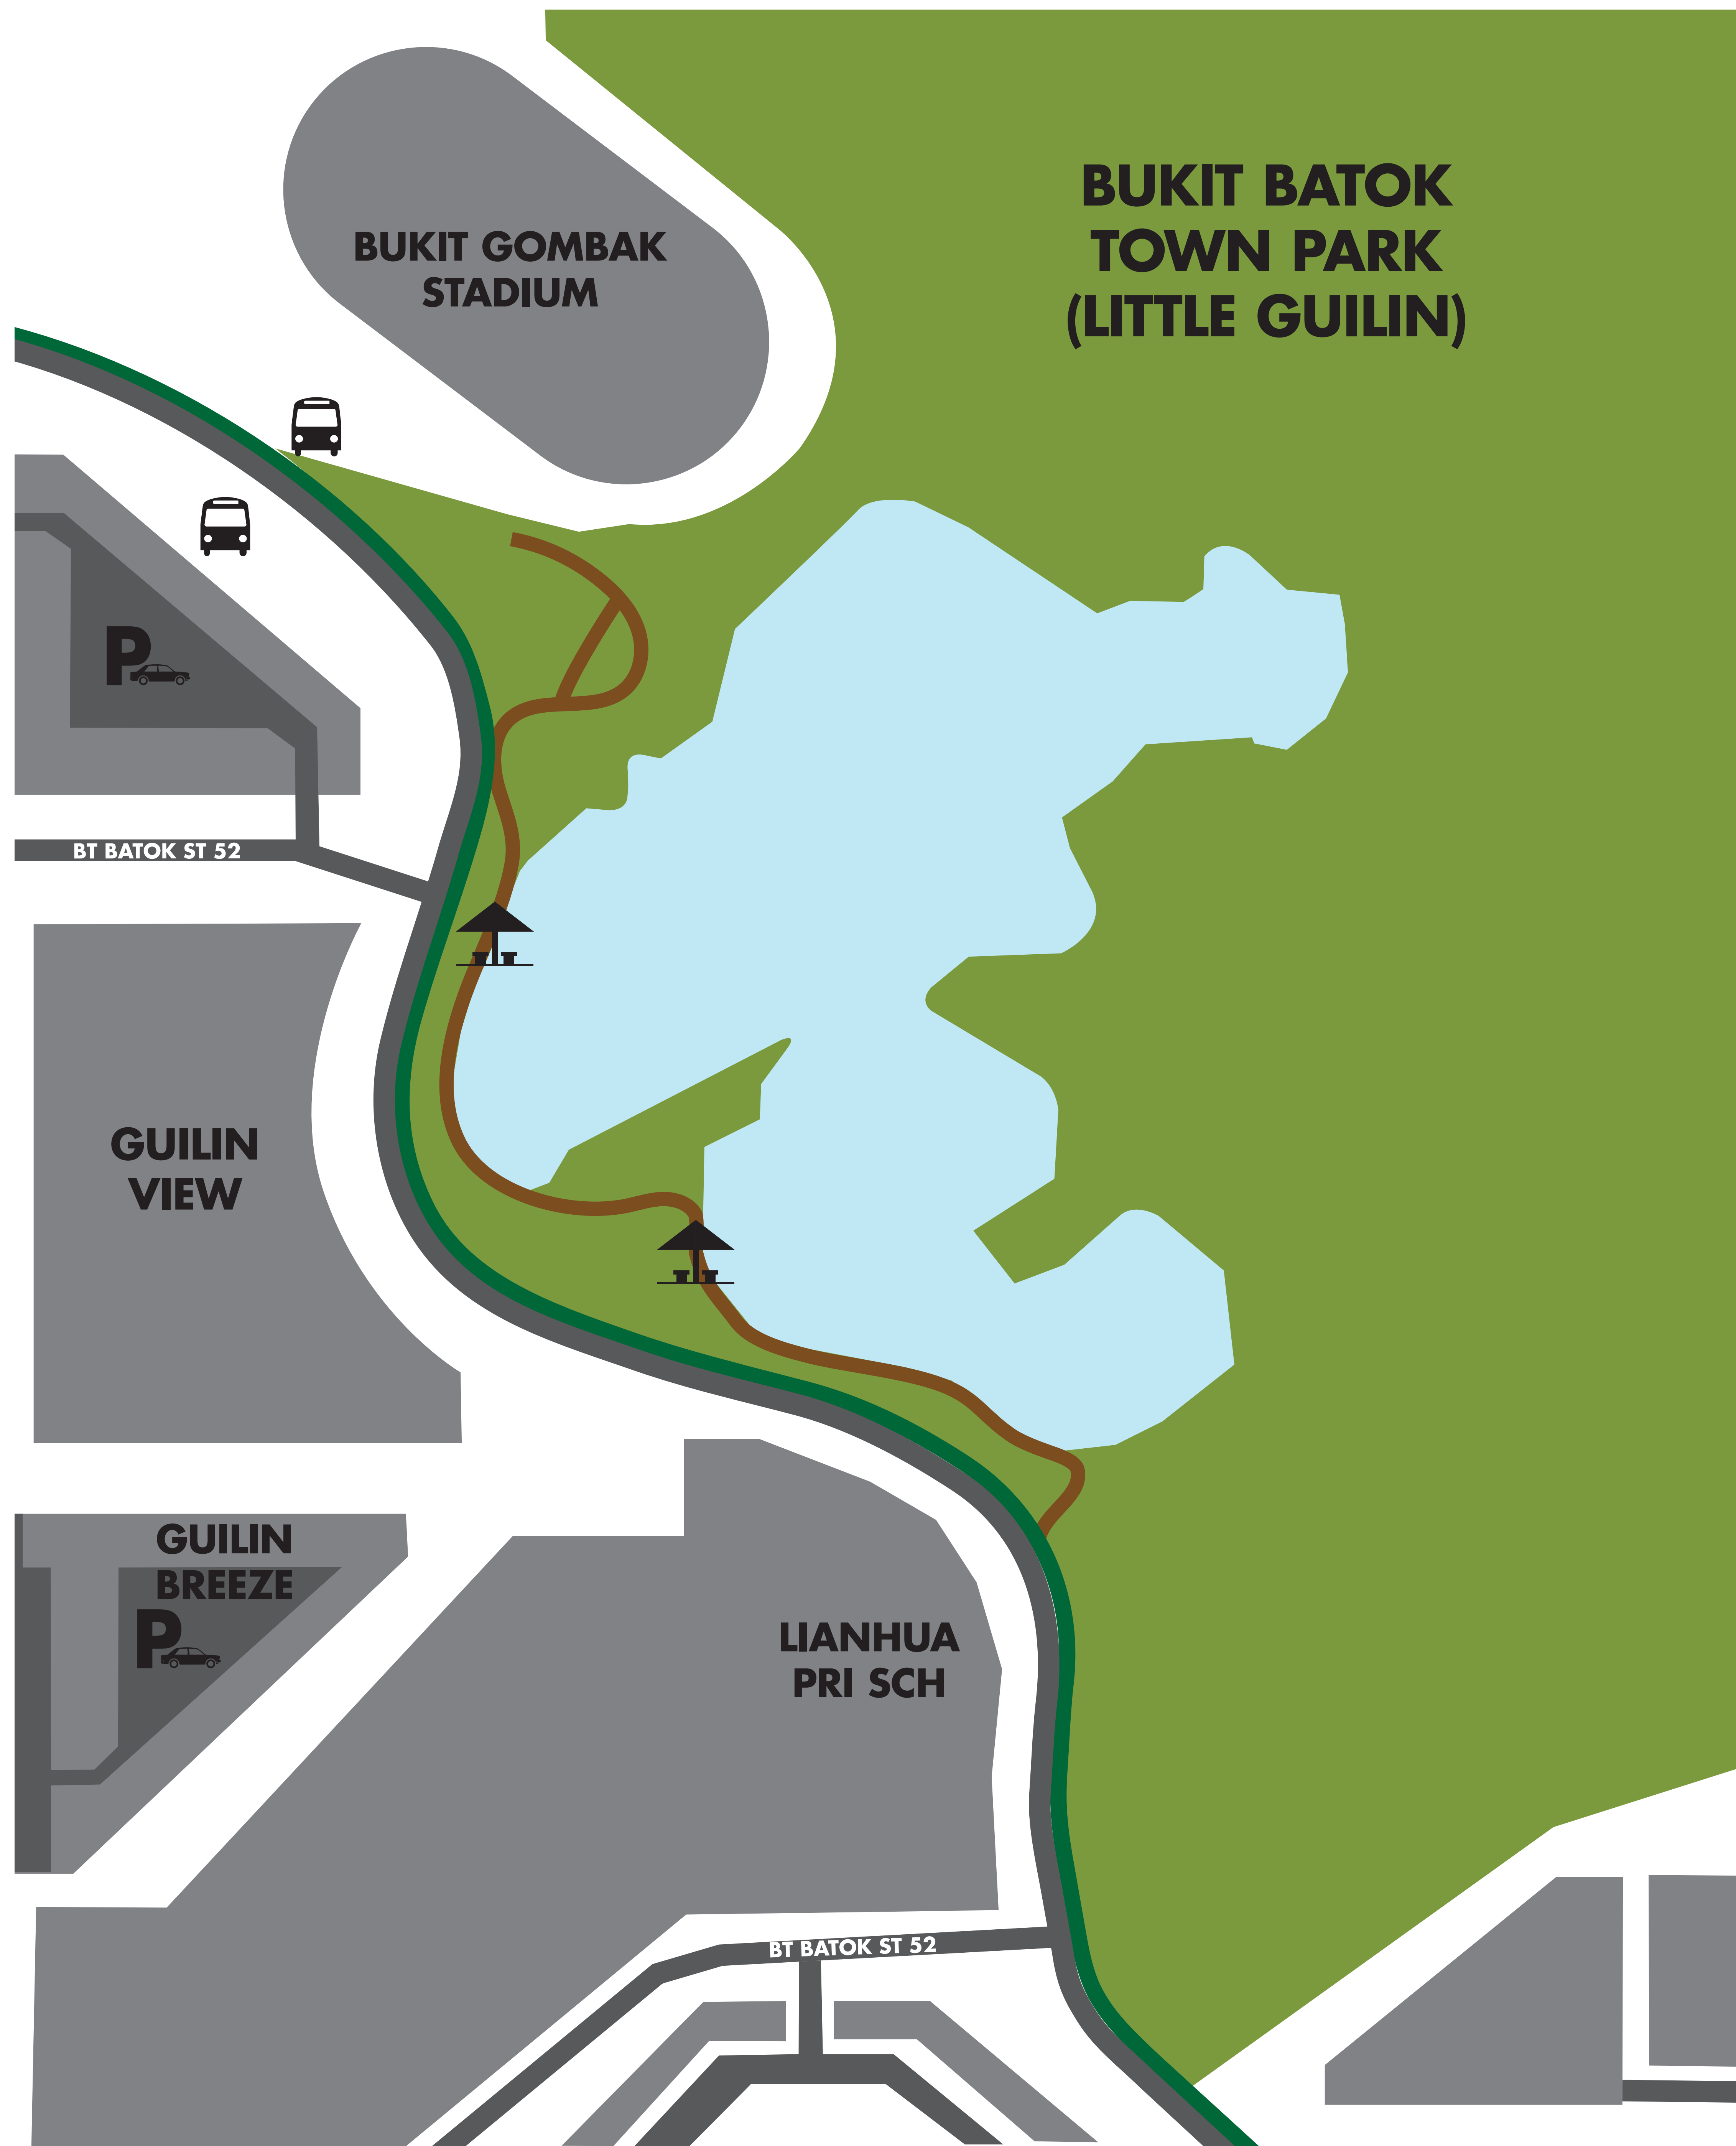 BUKIT BATOK
TOWN PARK
(LITTLE GUILIN)
BUKIT GOMBAK
STADIUM
P
BT BATOK ST 52
GUILIN
VIEW
GUILIN
BREEZE
P
LIANHUA
PRI SCH
BT BATOK ST 52